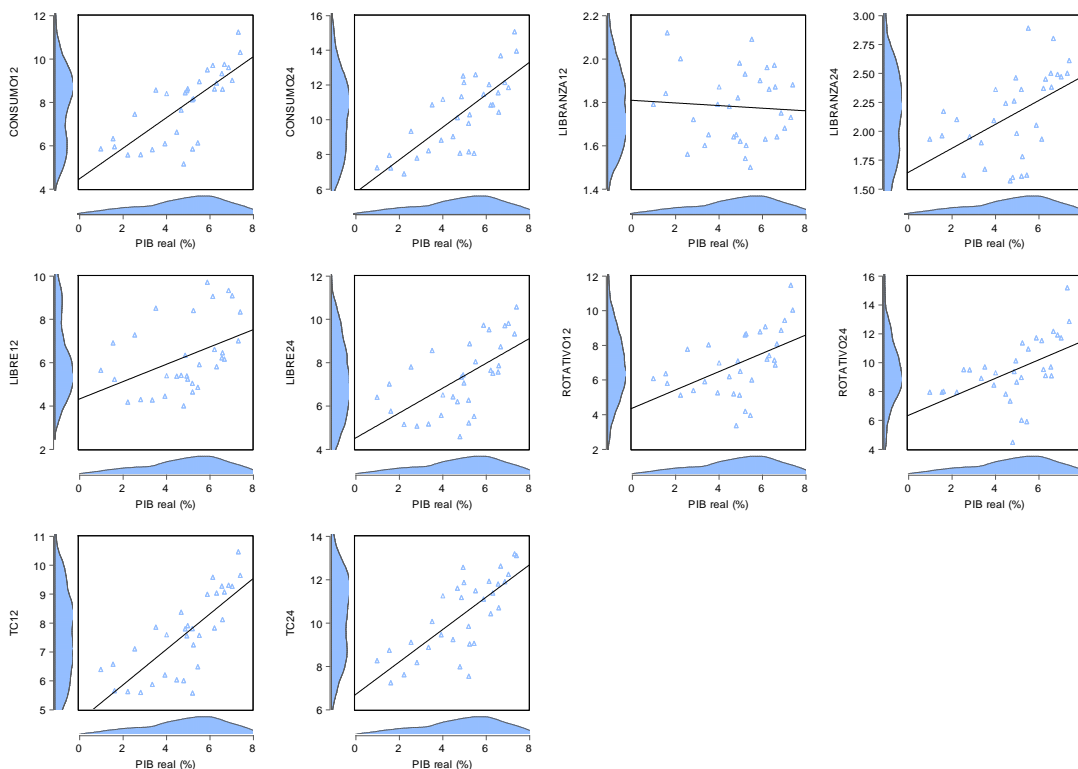 12
10
8
6
4
CONSUMO12
0 2 4 6 8
PIB real (%)
16
14
12
10
8
6
CONSUMO24
0 2 4 6 8
PIB real (%)
2.2
2.0
1.8
1.6
1.4
LIBRANZA12
0 2 4 6 8
PIB real (%)
3.00
2.75
2.50
2.25
2.00
1.75
1.50
LIBRANZA24
0 2 4 6
PIB real (%)
10
8
6
4
2
LIBRE12
0 2 4 6 8
PIB real (%)
12
10
8
6
4
LIBRE24
0 2 4 6 8
PIB real (%)
12
10
8
6
4
2
ROTATIVO12
0 2 4 6 8
PIB real (%)
16
14
12
10
8
6
4
ROTATIVO24
0 2 4 6
PIB real (%)
11
10
9
8
7
6
5
TC12
0 2 4 6 8
PIB real (%)
14
12
10
8
6
TC24
0 2 4 6 8
PIB real (%)